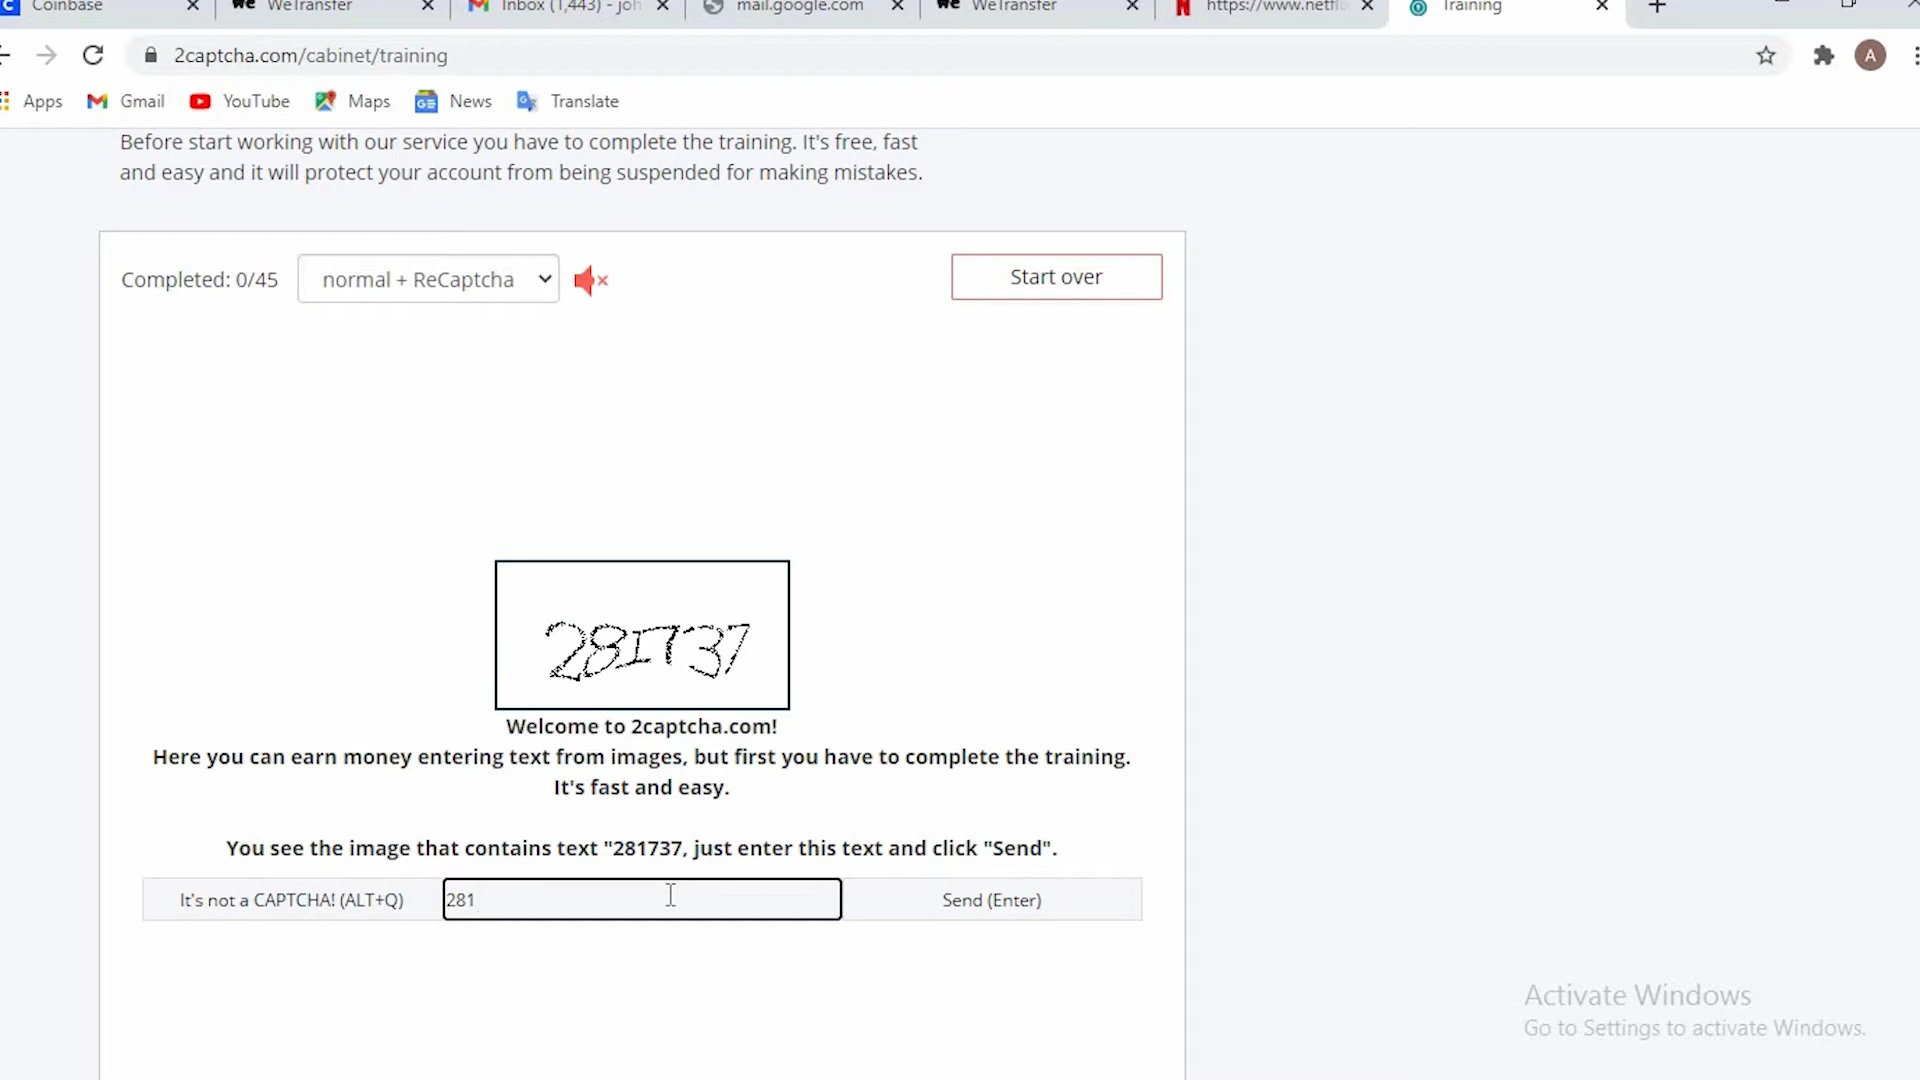 Coinbase WeTransfer Inbox (1,443) - joh mail.google.com WeTransfer https://www.netfli Training
2captcha.com/cabinet/training A
Apps Gmail YouTube Maps News Translate
Before start working with our service you have to complete the training. It's free, fast
and easy and it will protect your account from being suspended for making mistakes.
Completed: 0/45 normal + ReCaptcha Start over
281737
Welcome to 2captcha.com!
Here you can earn money entering text from images, but first you have to complete the training.
It's fast and easy.
You see the image that contains text "281737, just enter this text and click "Send".
It's not a CAPTCHA! (ALT+Q) 281 Send (Enter)
Activate Windows
Go to Settings to activate Windows.